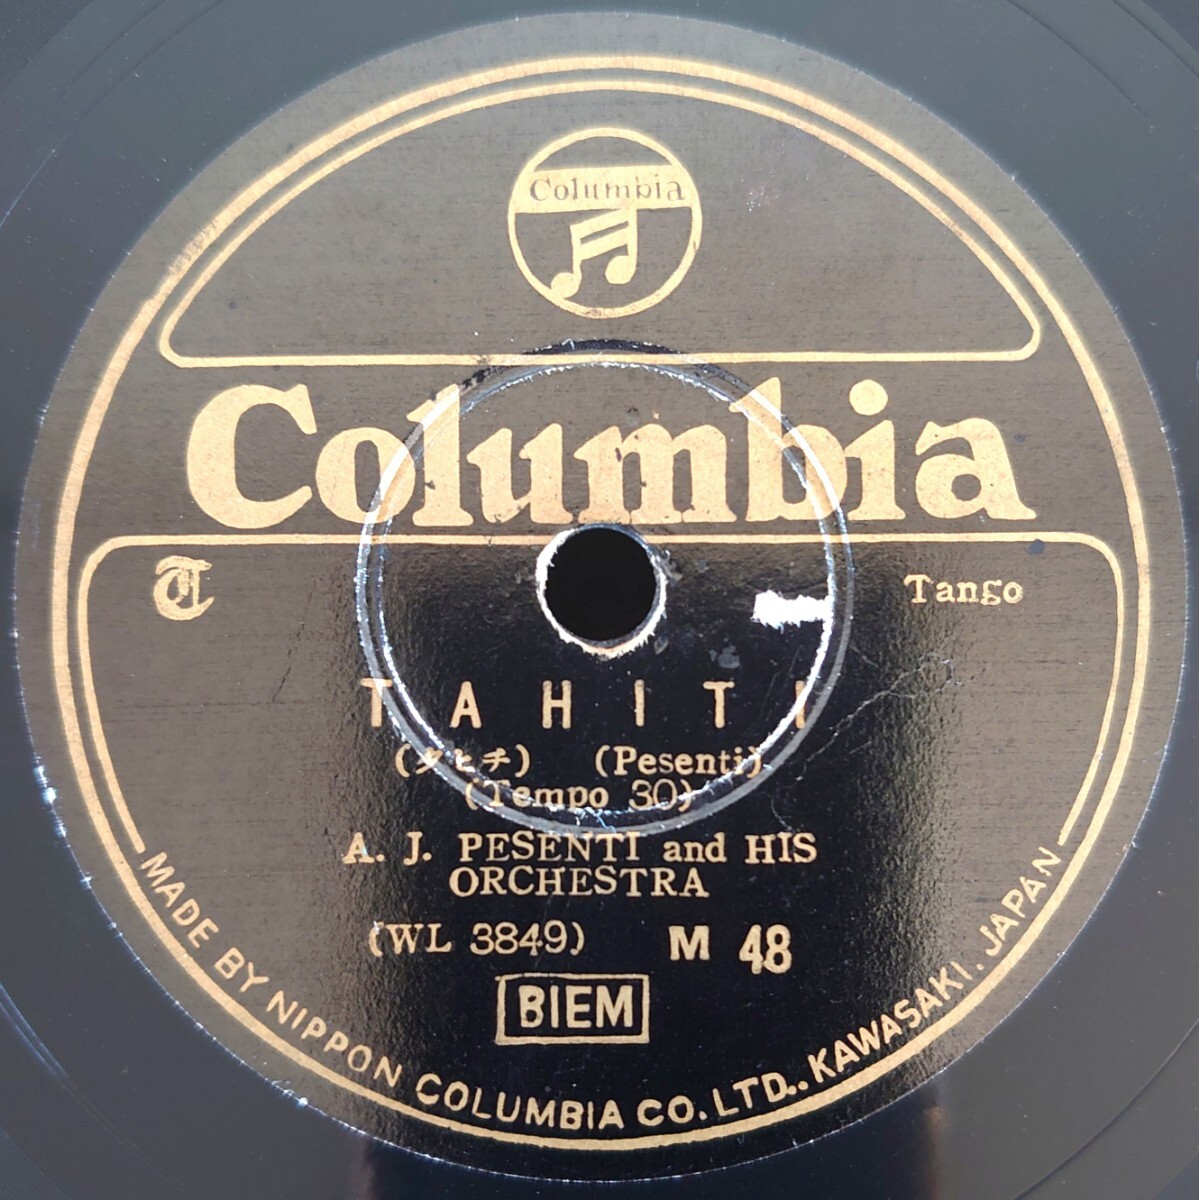 Columbia
Columbia
T
Tango
TAHITI
(タヒチ) (Pesenti)
(Tempo 30)
A. J. PESENTI and HIS
ORCHESTRA
(WL 3849) M 48
BIEM
MADE BY NIPPON COLUMBIA CO. LTD., KAWASAKI. JAPAN